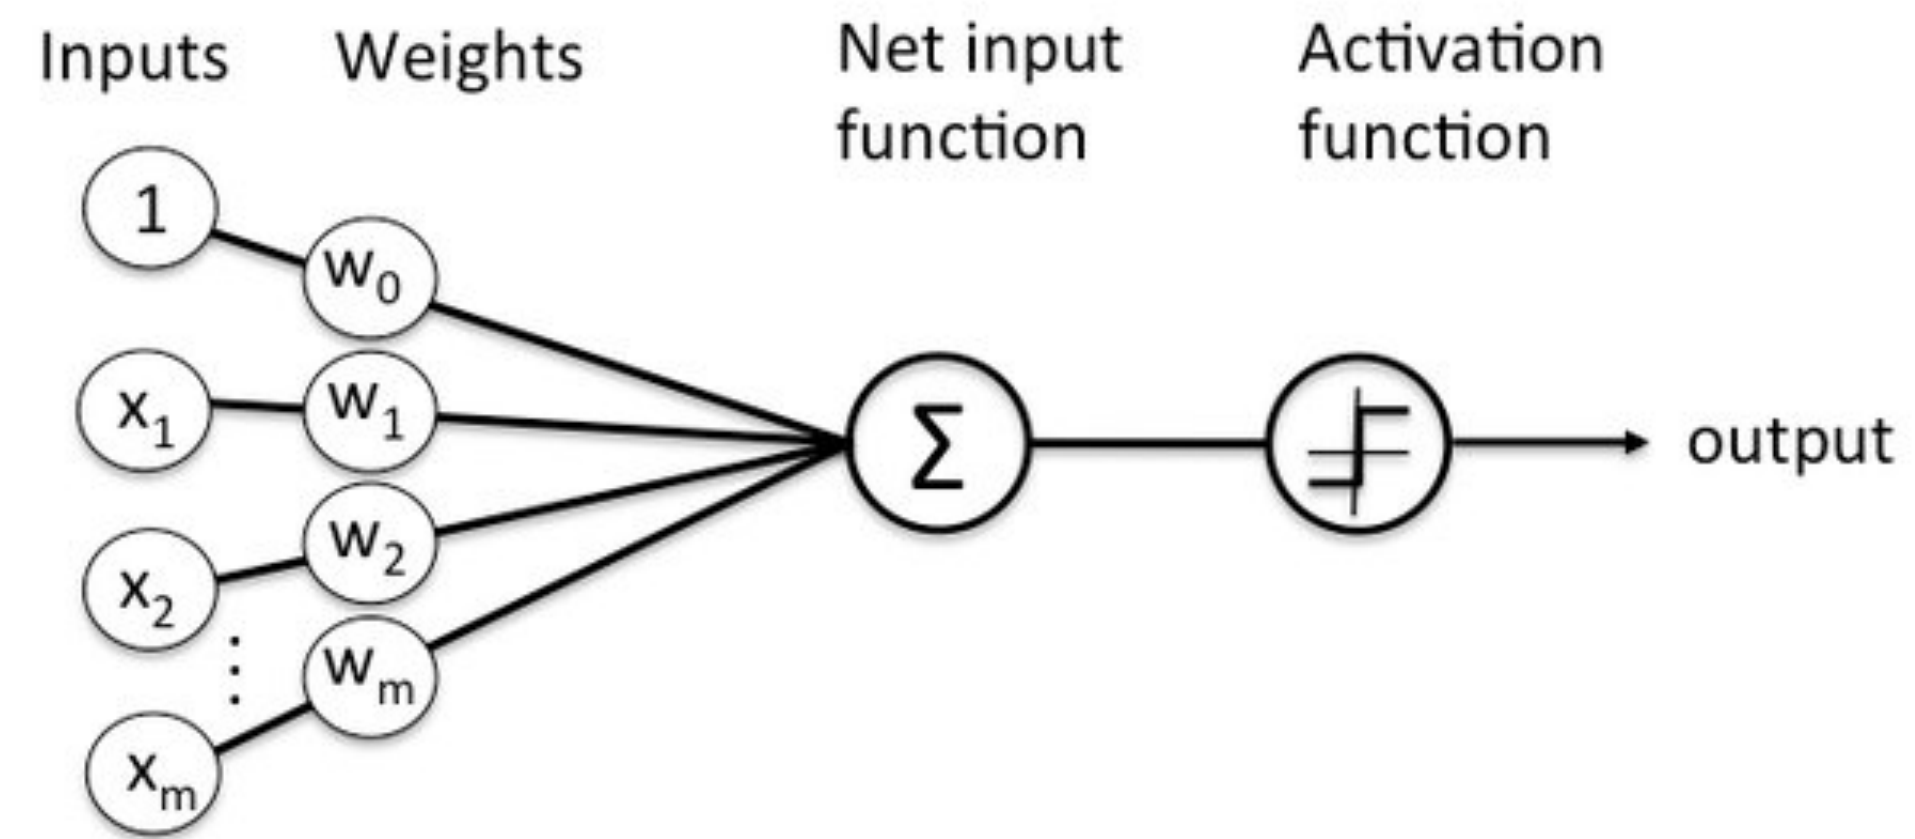 Inputs Weights Net input function Activation function
1
w₀
x₁ w₁
Σ
output
w₂
x₂
⋮
wₘ
xₘ